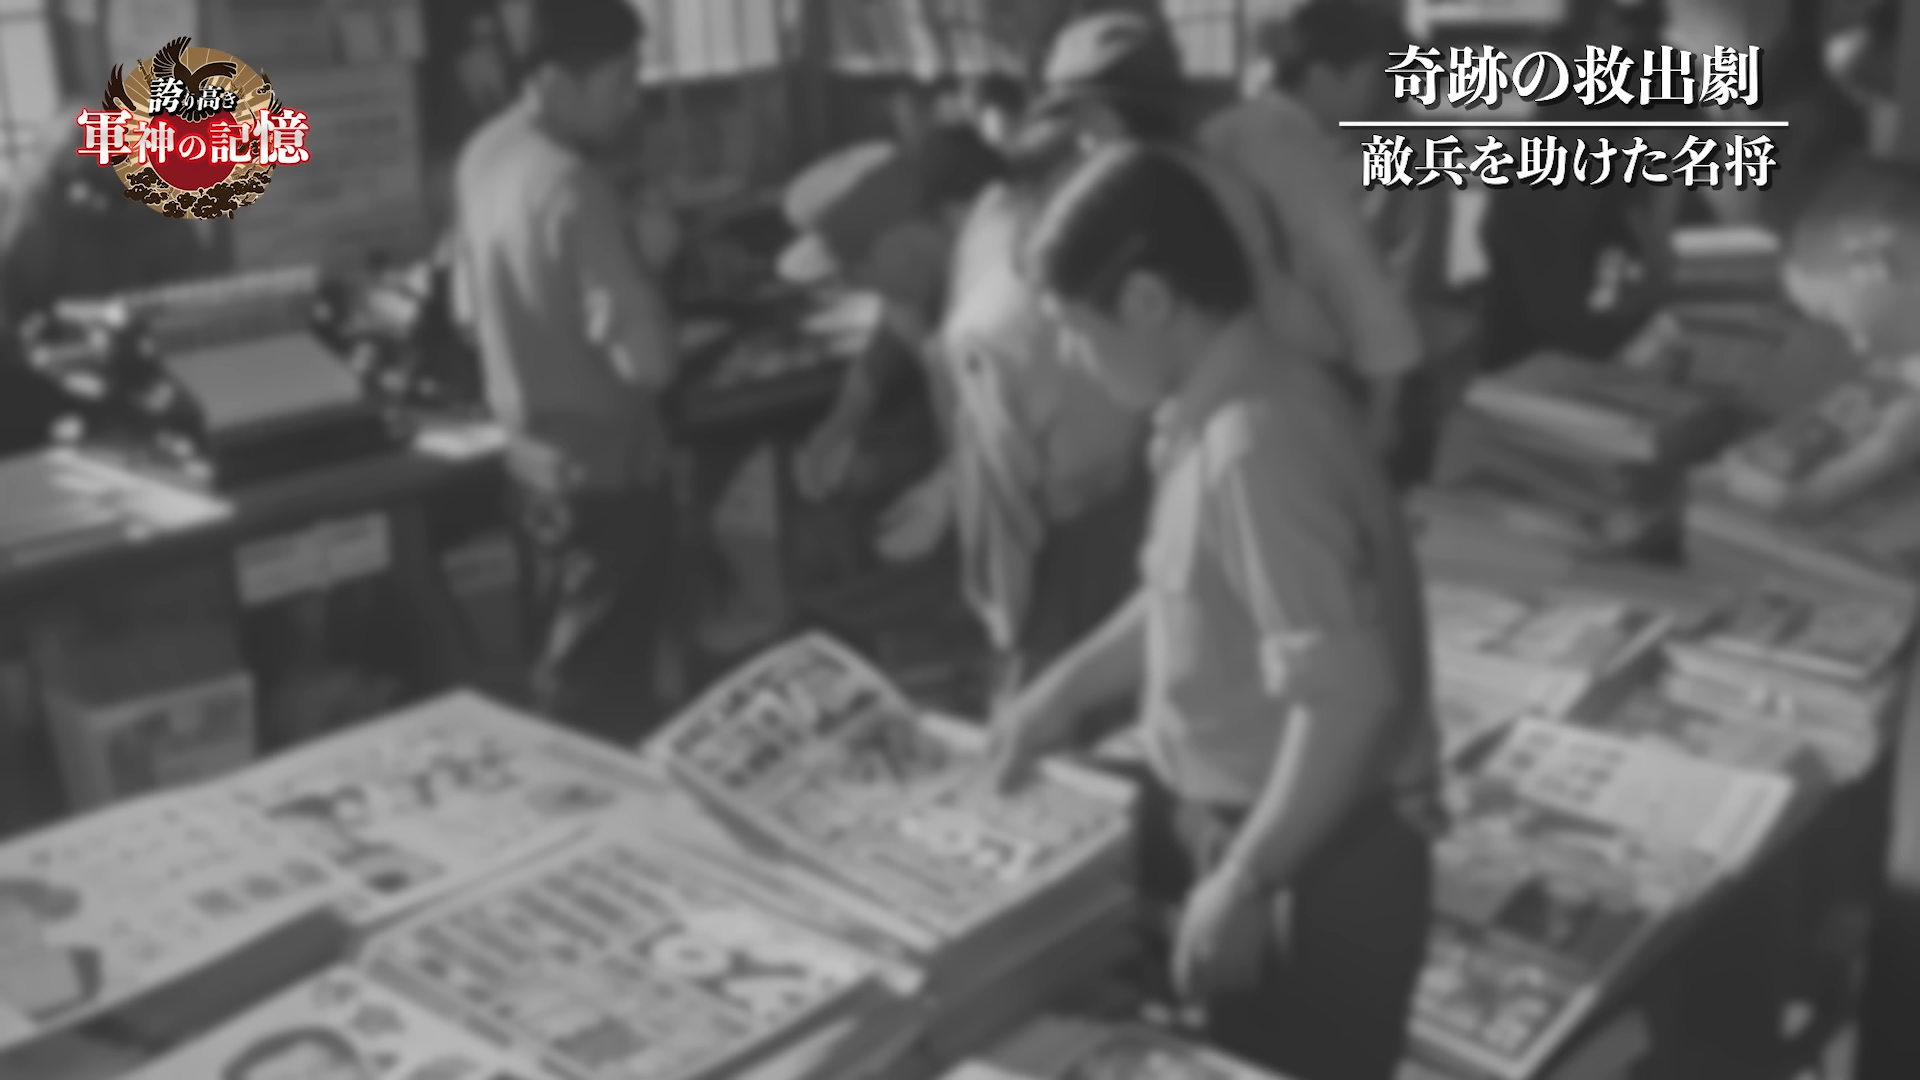 誇り高き
軍神の記憶
奇跡の救出劇
敵兵を助けた名将